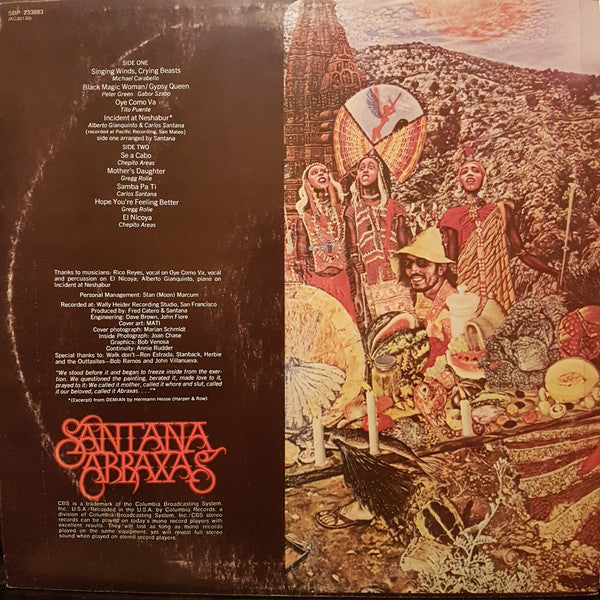 SBP 233883
(KC30130)
SIDE ONE
Singing Winds, Crying Beasts
Michael Carabello
Black Magic Woman/Gypsy Queen
Peter Green Gabor Szabo
Oye Como Va
Tito Puente
Incident at Neshabur*
Alberto Gianquinto & Carlos Santana
(recorded at Pacific Recording, San Mateo)
side one arranged by Santana
SIDE TWO
Se a Cabo
Chepito Areas
Mother's Daughter
Gregg Rolie
Samba Pa Ti
Carlos Santana
Hope You're Feeling Better
Gregg Rolie
El Nicoya
Chepito Areas
Thanks to musicians: Rico Reyes, vocal on Oye Como Va, vocal
and percussion on El Nicoya; Alberto Gianquinto, piano on
Incident at Neshabur
Personal Management: Stan (Moon) Marcum
Recorded at: Wally Heider Recording Studio, San Francisco
Produced by: Fred Catero & Santana
Engineering: Dave Brown, John Fiore
Cover art: MATI
Cover photograph: Marian Schmidt
Inside Photograph: Joan Chase
Graphics: Bob Venosa
Continuity: Annie Rudder
Special thanks to: Walk don't—Ron Estrada, Stanback, Herbie
and the Outtasites—Bob Ramos and John Villanueva.
"We stood before it and began to freeze inside from the exer-
tion. We questioned the painting, berated it, made love to it,
prayed to it: We called it mother, called it whore and slut, called
it our beloved, called it Abraxas. . . ."
*(Excerpt) from DEMIAN by Hermann Hesse (Harper & Row)
SANTANA
ABRAXAS
CBS is a trademark of the Columbia Broadcasting System,
Inc. U.S.A./Recorded in the U.S.A. by Columbia Records, a
division of Columbia Broadcasting System, Inc./CBS stereo
records can be played on today's mono record players with
excellent results. They will last as long as mono records
played on the same equipment, yet will reveal full stereo
sound when played on stereo record players.